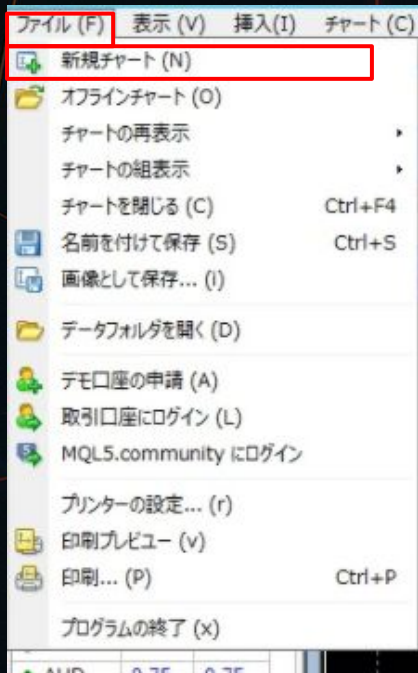 ファイル (F) 表示 (V) 挿入(I) チャート (C)
新規チャート (N)
オフラインチャート (O)
チャートの再表示
チャートの組表示
チャートを閉じる (C) Ctrl+F4
名前を付けて保存 (S) Ctrl+S
画像として保存... (i)
データフォルダを開く (D)
デモ口座の申請 (A)
取引口座にログイン (L)
MQL5.community にログイン
プリンターの設定... (r)
印刷プレビュー (v)
印刷... (P) Ctrl+P
プログラムの終了 (x)